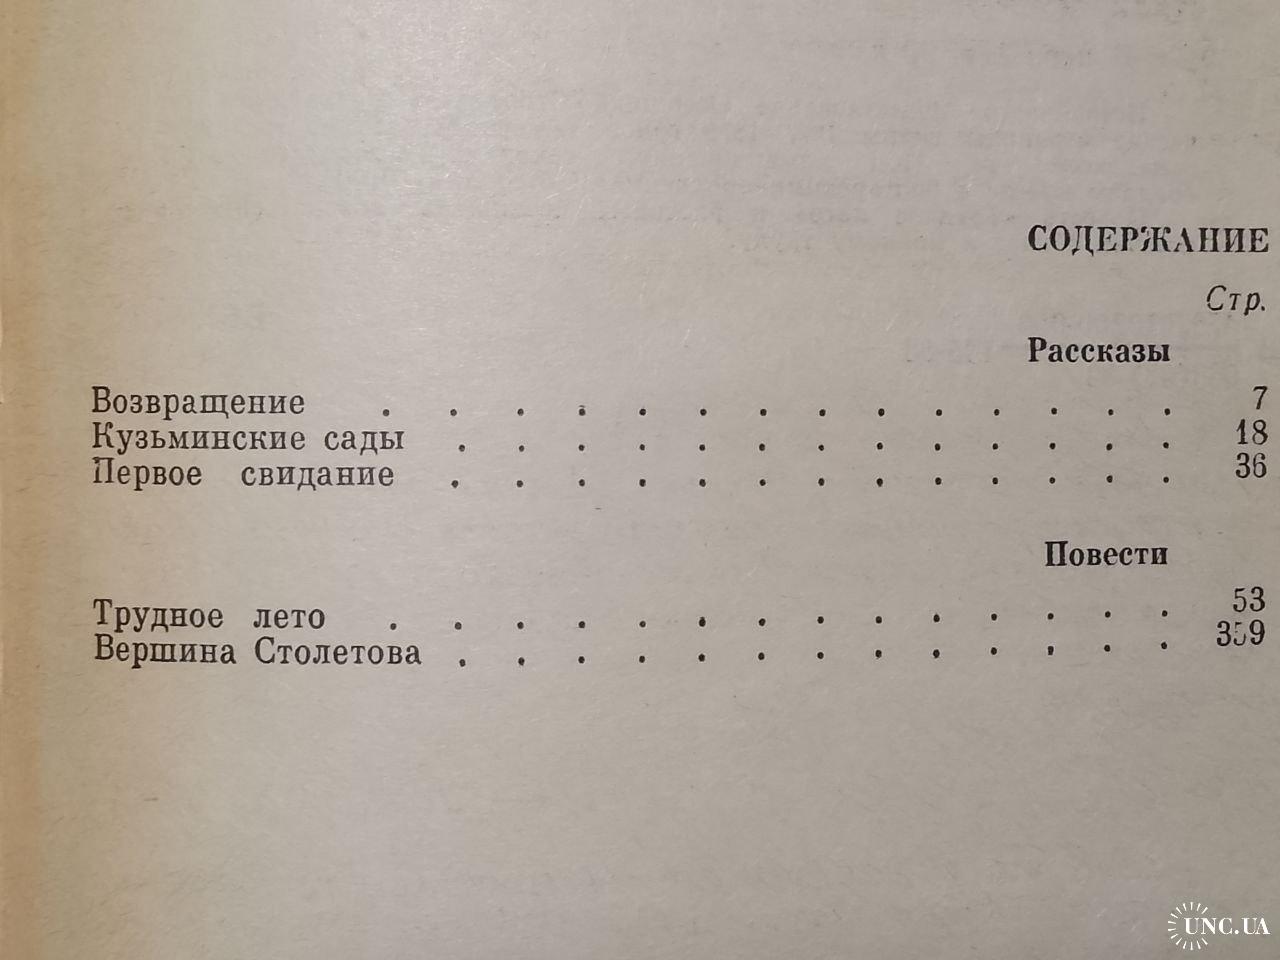 СОДЕРЖАНИЕ
Стр.
Рассказы
Возвращение . . . . . . . . . . . . . . 7
Кузьминские сады . . . . . . . . . . . . . 18
Первое свидание . . . . . . . . . . . . . 36
Повести
Трудное лето . . . . . . . . . . . . . . 53
Вершина Столетова . . . . . . . . . . . . . 359
UNC.UA